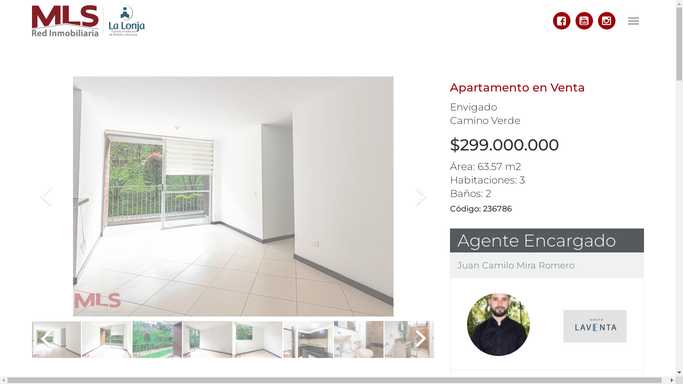 MLS
Red Inmobiliaria
La Lonja
Apartamento en Venta
Envigado
Camino Verde
$299.000.000
Área: 63,57 m2
Habitaciones: 3
Baños: 2
Código: 236786
Agente Encargado
Juan Camilo Mira Romero
MLS
LAVENTA